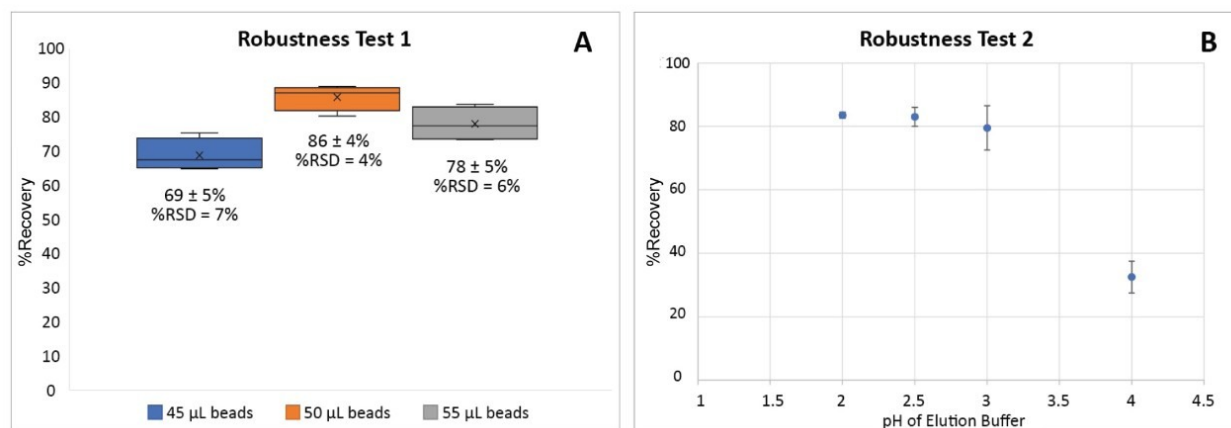 Robustness Test 1
A
100
90
80
70
60
50
40
30
20
10
0
%Recovery
69 ± 5%
%RSD = 7%
86 ± 4%
%RSD = 4%
78 ± 5%
%RSD = 6%
45 µL beads
50 µL beads
55 µL beads
Robustness Test 2
B
100
80
60
40
20
0
%Recovery
1 1.5 2 2.5 3 3.5 4 4.5
pH of Elution Buffer